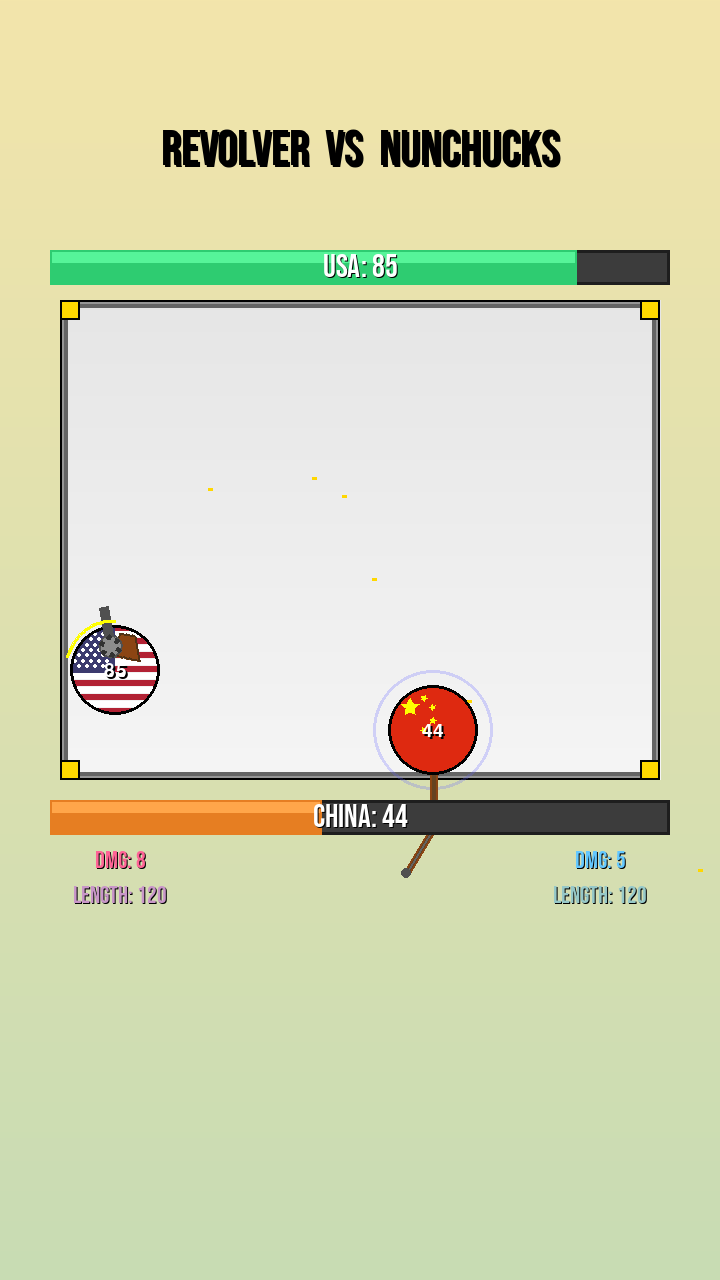 REVOLVER VS NUNCHUCKS
USA: 85
85
44
CHINA: 44
DMG: 8
DMG: 5
LENGTH: 120
LENGTH: 120